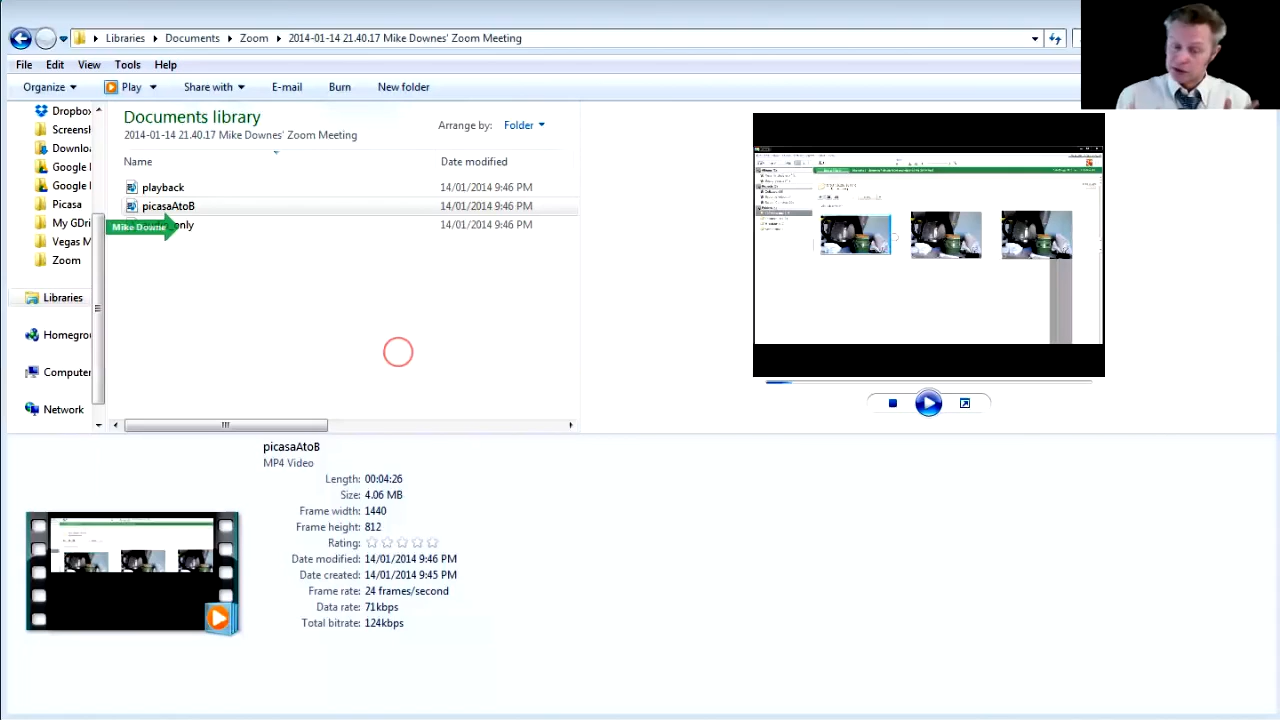 Libraries Documents Zoom 2014-01-14 21.40.17 Mike Downes' Zoom Meeting
File Edit View Tools Help
Organize Play Share with E-mail Burn New folder
Dropbox
Screensl
Downlo
Google
Google
Picasa
My Dri
Vegas M
Zoom
Libraries
Homegro
Computer
Network
Documents library
2014-01-14 21.40.17 Mike Downes' Zoom Meeting
Arrange by: Folder
Name Date modified
playback 14/01/2014 9:49 PM
picasaAtoB 14/01/2014 9:46 PM
Mike Downe only 14/01/2014 9:46 PM
picasaAtoB
MP4 Video
Length: 00:04:26
Size: 4.06 MB
Frame width: 1440
Frame height: 812
Rating:
Date modified: 14/01/2014 9:46 PM
Date created: 14/01/2014 9:45 PM
Frame rate: 24 frames/second
Data rate: 71kbps
Total bitrate: 124kbps